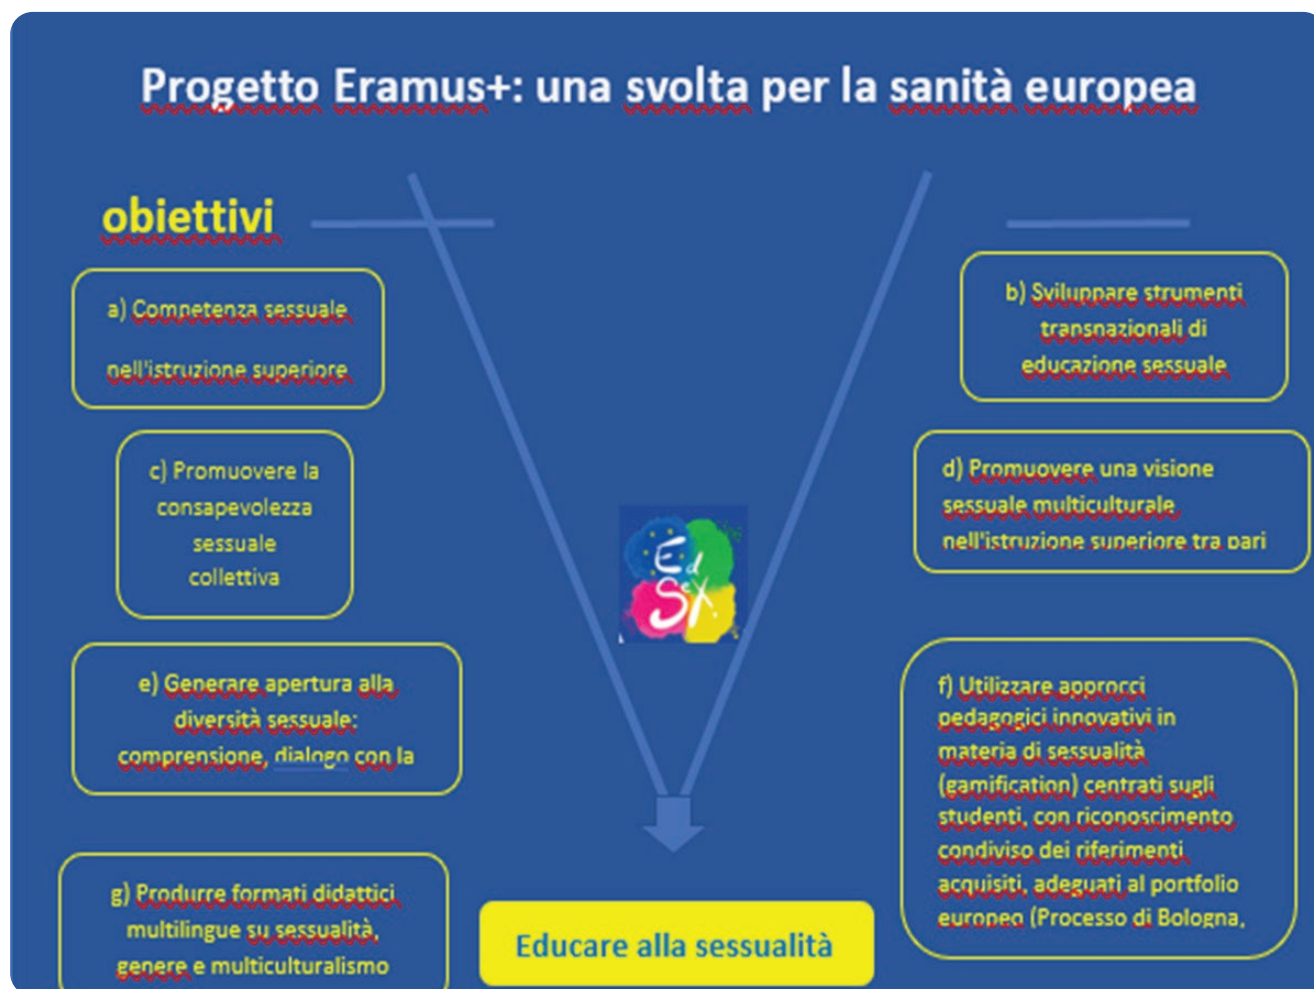 Progetto Eramus+: una svolta per la sanità europea
obiettivi
a) Competenza sessuale
nell'istruzione superiore
b) Sviluppare strumenti
transnazionali di
educazione sessuale
c) Promuovere la
consapevolezza
sessuale
collettiva
d) Promuovere una visione
sessuale multiculturale
nell'istruzione superiore tra pari
Ed
SeX
e) Generare apertura alla
diversità sessuale:
comprensione, dialogo con la
f) Utilizzare approcci
pedagogici innovativi in
materia di sessualità
(gamification) centrati sugli
studenti, con riconoscimento
condiviso dei riferimenti
acquisiti, adeguati al portfolio
europeo (Processo di Bologna,
g) Produrre formati didattici
multilingue su sessualità,
genere e multiculturalismo
Educare alla sessualità